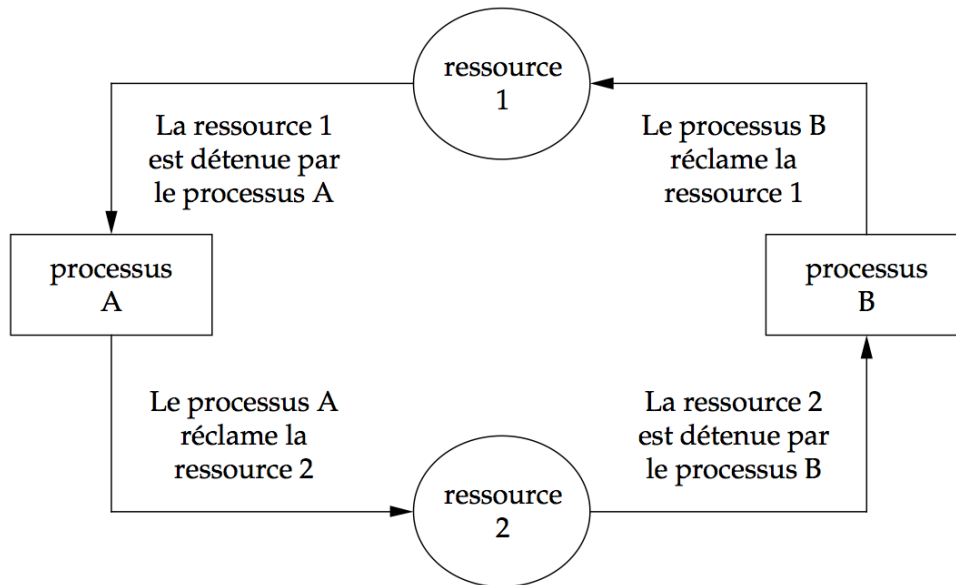 ressource
1
La ressource 1
est détenue par
le processus A
Le processus B
réclame la
ressource 1
processus
A
processus
B
Le processus A
réclame la
ressource 2
La ressource 2
est détenue par
le processus B
ressource
2